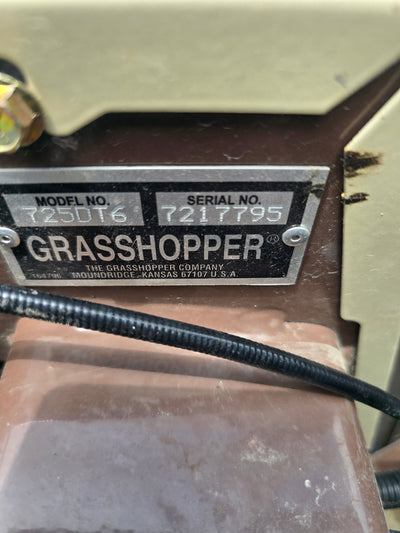 MODEL NO. SERIAL NO.
725DT6 7217795
GRASSHOPPER®
THE GRASSHOPPER COMPANY
MOUNDRIDGE, KANSAS 67107 U.S.A.